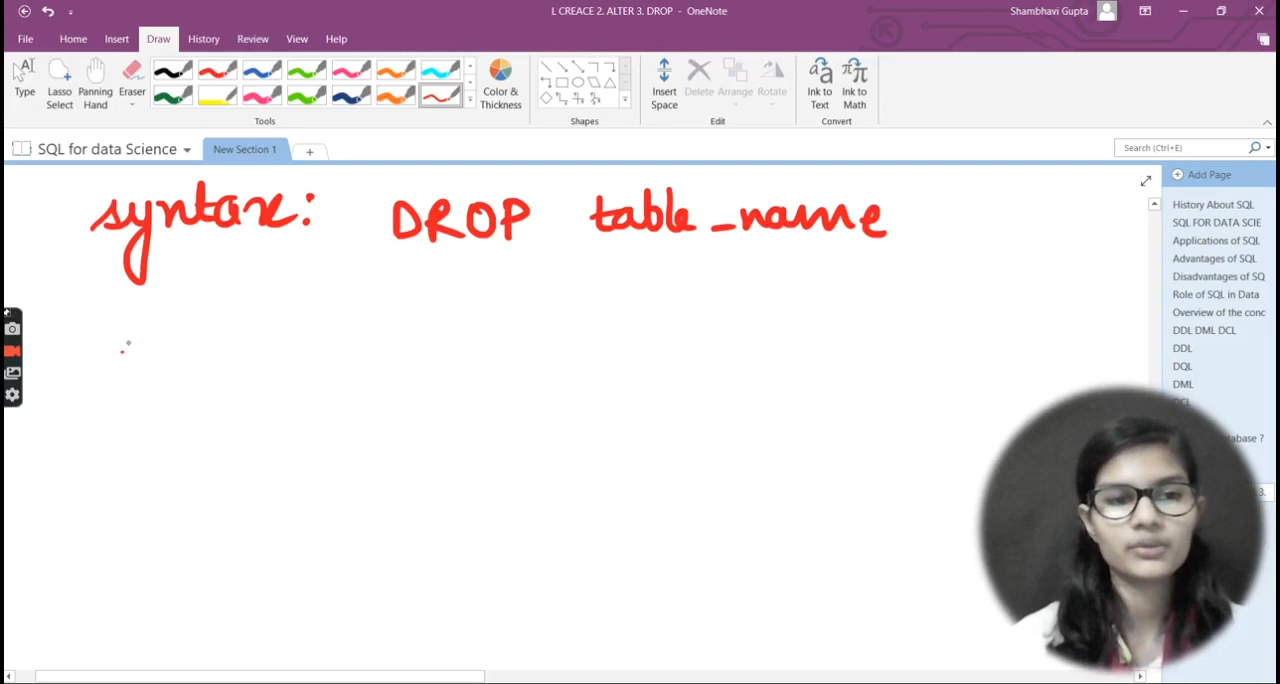 L CREACE 2. ALTER 3. DROP - OneNote
Shambhavi Gupta
File Home Insert Draw History Review View Help
Type
Lasso Select
Panning Hand
Eraser
Color & Thickness
Insert Space
Delete
Arrange
Rotate
Ink to Text
Ink to Math
Tools
Shapes
Edit
Convert
SQL for data Science
New Section 1
Search (Ctrl+E)
Add Page
syntax: DROP table_name
History About SQL
SQL FOR DATA SCIE
Applications of SQL
Advantages of SQL
Disadvantages of SQ
Role of SQL in Data
Overview of the conc
DDL DML DCL
DDL
DQL
DML
DCL
tabase ?
3.